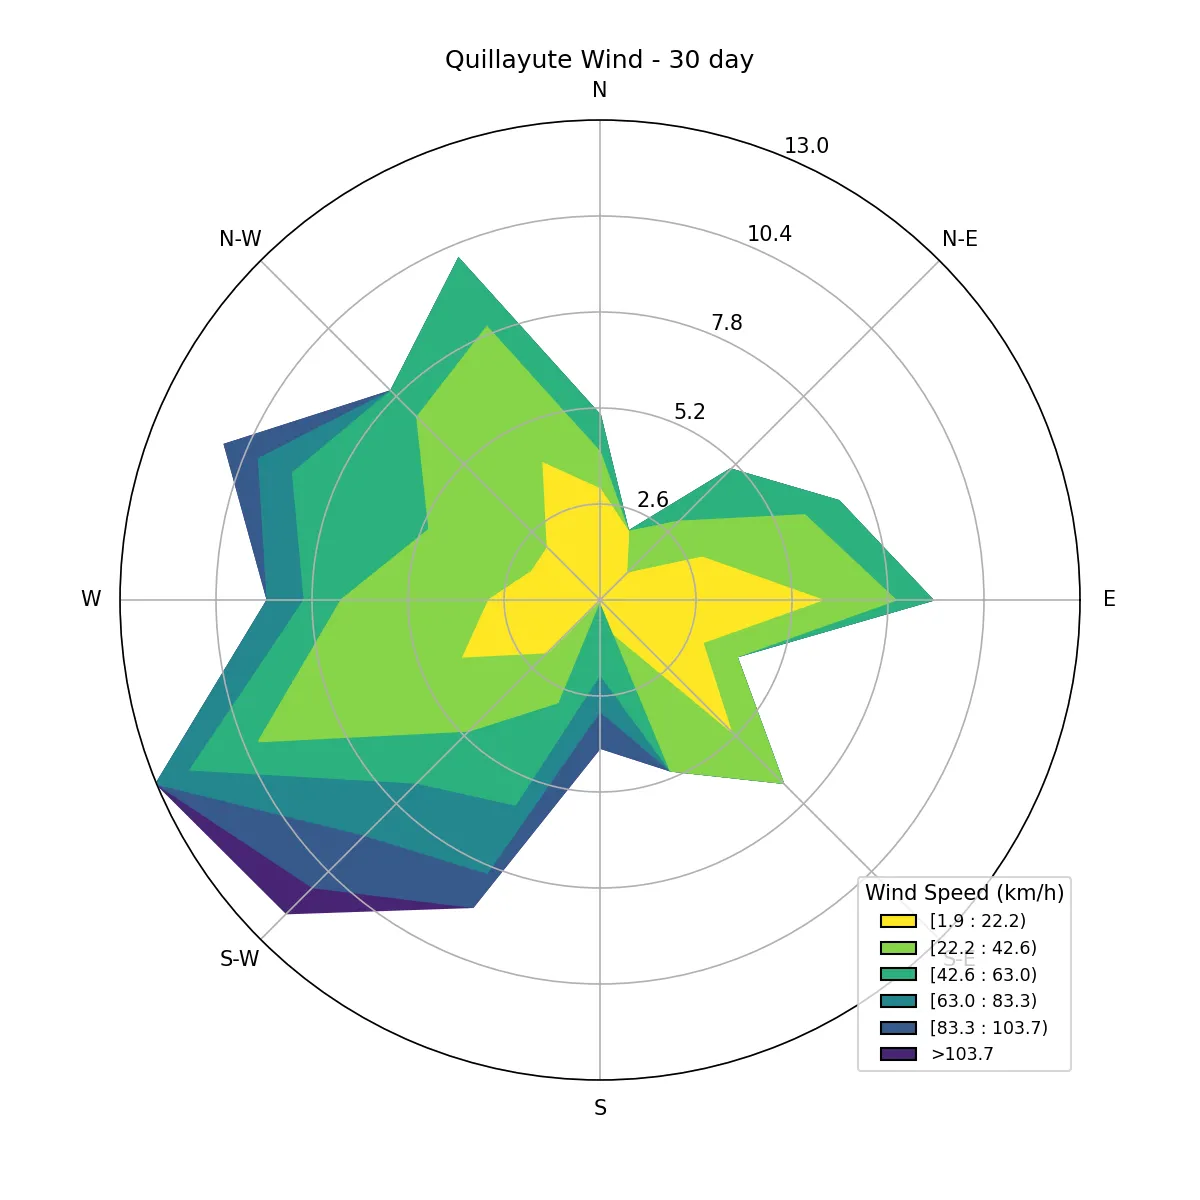 Quillayute Wind - 30 day
N
13.0
10.4
N-W
N-E
7.8
5.2
2.6
W
E
S-W
S-E
S
Wind Speed (km/h)
[1.9 : 22.2)
[22.2 : 42.6)
[42.6 : 63.0)
[63.0 : 83.3)
[83.3 : 103.7)
>103.7